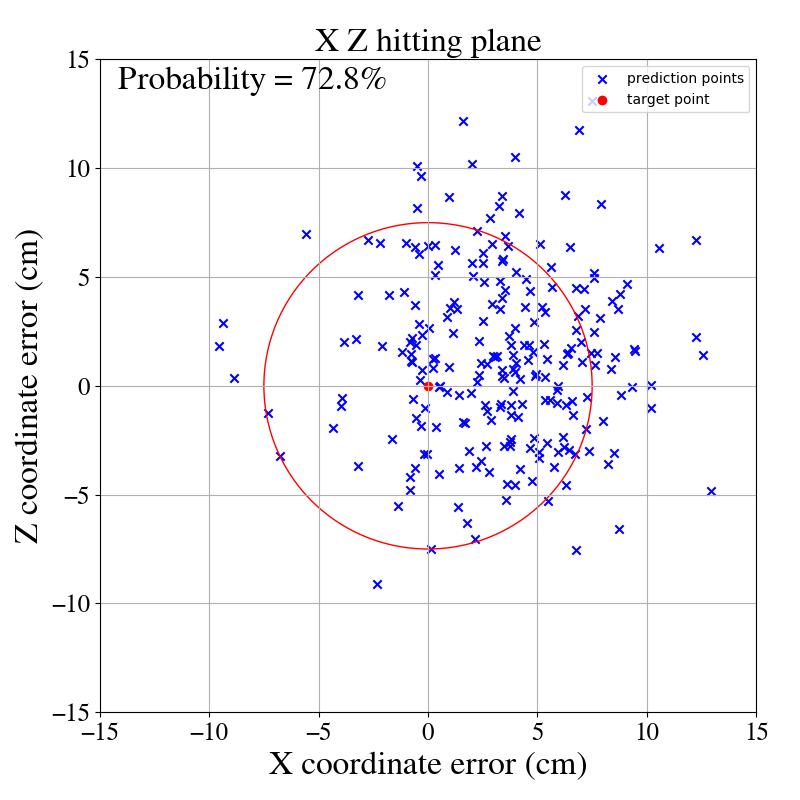 X Z hitting plane
Probability = 72.8%
prediction points
target point
15
10
5
0
−5
−10
−15
Z coordinate error (cm)
−15 −10 −5 0 5 10 15
X coordinate error (cm)